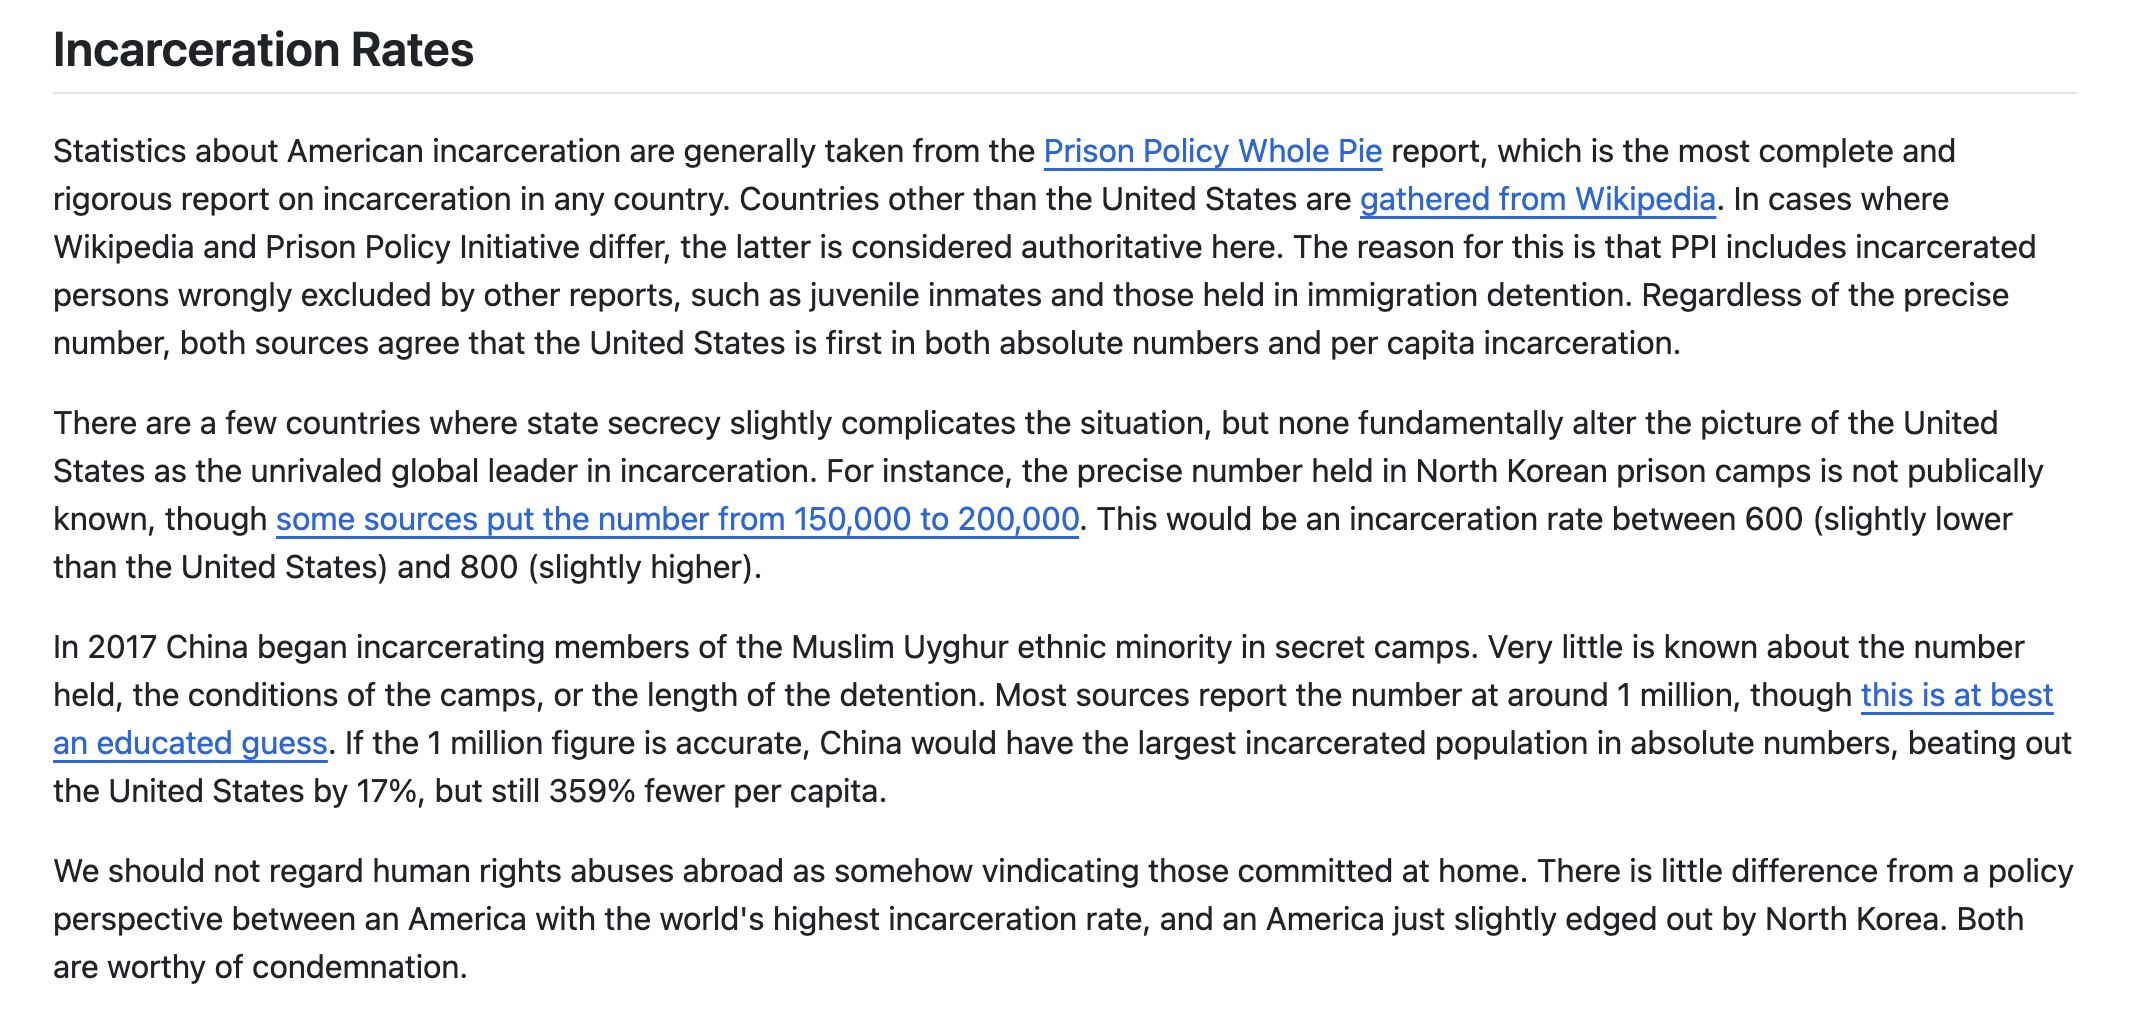 Incarceration Rates
Statistics about American incarceration are generally taken from the Prison Policy Whole Pie report, which is the most complete and
rigorous report on incarceration in any country. Countries other than the United States are gathered from Wikipedia. In cases where
Wikipedia and Prison Policy Initiative differ, the latter is considered authoritative here. The reason for this is that PPI includes incarcerated
persons wrongly excluded by other reports, such as juvenile inmates and those held in immigration detention. Regardless of the precise
number, both sources agree that the United States is first in both absolute numbers and per capita incarceration.
There are a few countries where state secrecy slightly complicates the situation, but none fundamentally alter the picture of the United
States as the unrivaled global leader in incarceration. For instance, the precise number held in North Korean prison camps is not publically
known, though some sources put the number from 150,000 to 200,000. This would be an incarceration rate between 600 (slightly lower
than the United States) and 800 (slightly higher).
In 2017 China began incarcerating members of the Muslim Uyghur ethnic minority in secret camps. Very little is known about the number
held, the conditions of the camps, or the length of the detention. Most sources report the number at around 1 million, though this is at best
an educated guess. If the 1 million figure is accurate, China would have the largest incarcerated population in absolute numbers, beating out
the United States by 17%, but still 359% fewer per capita.
We should not regard human rights abuses abroad as somehow vindicating those committed at home. There is little difference from a policy
perspective between an America with the world's highest incarceration rate, and an America just slightly edged out by North Korea. Both
are worthy of condemnation.